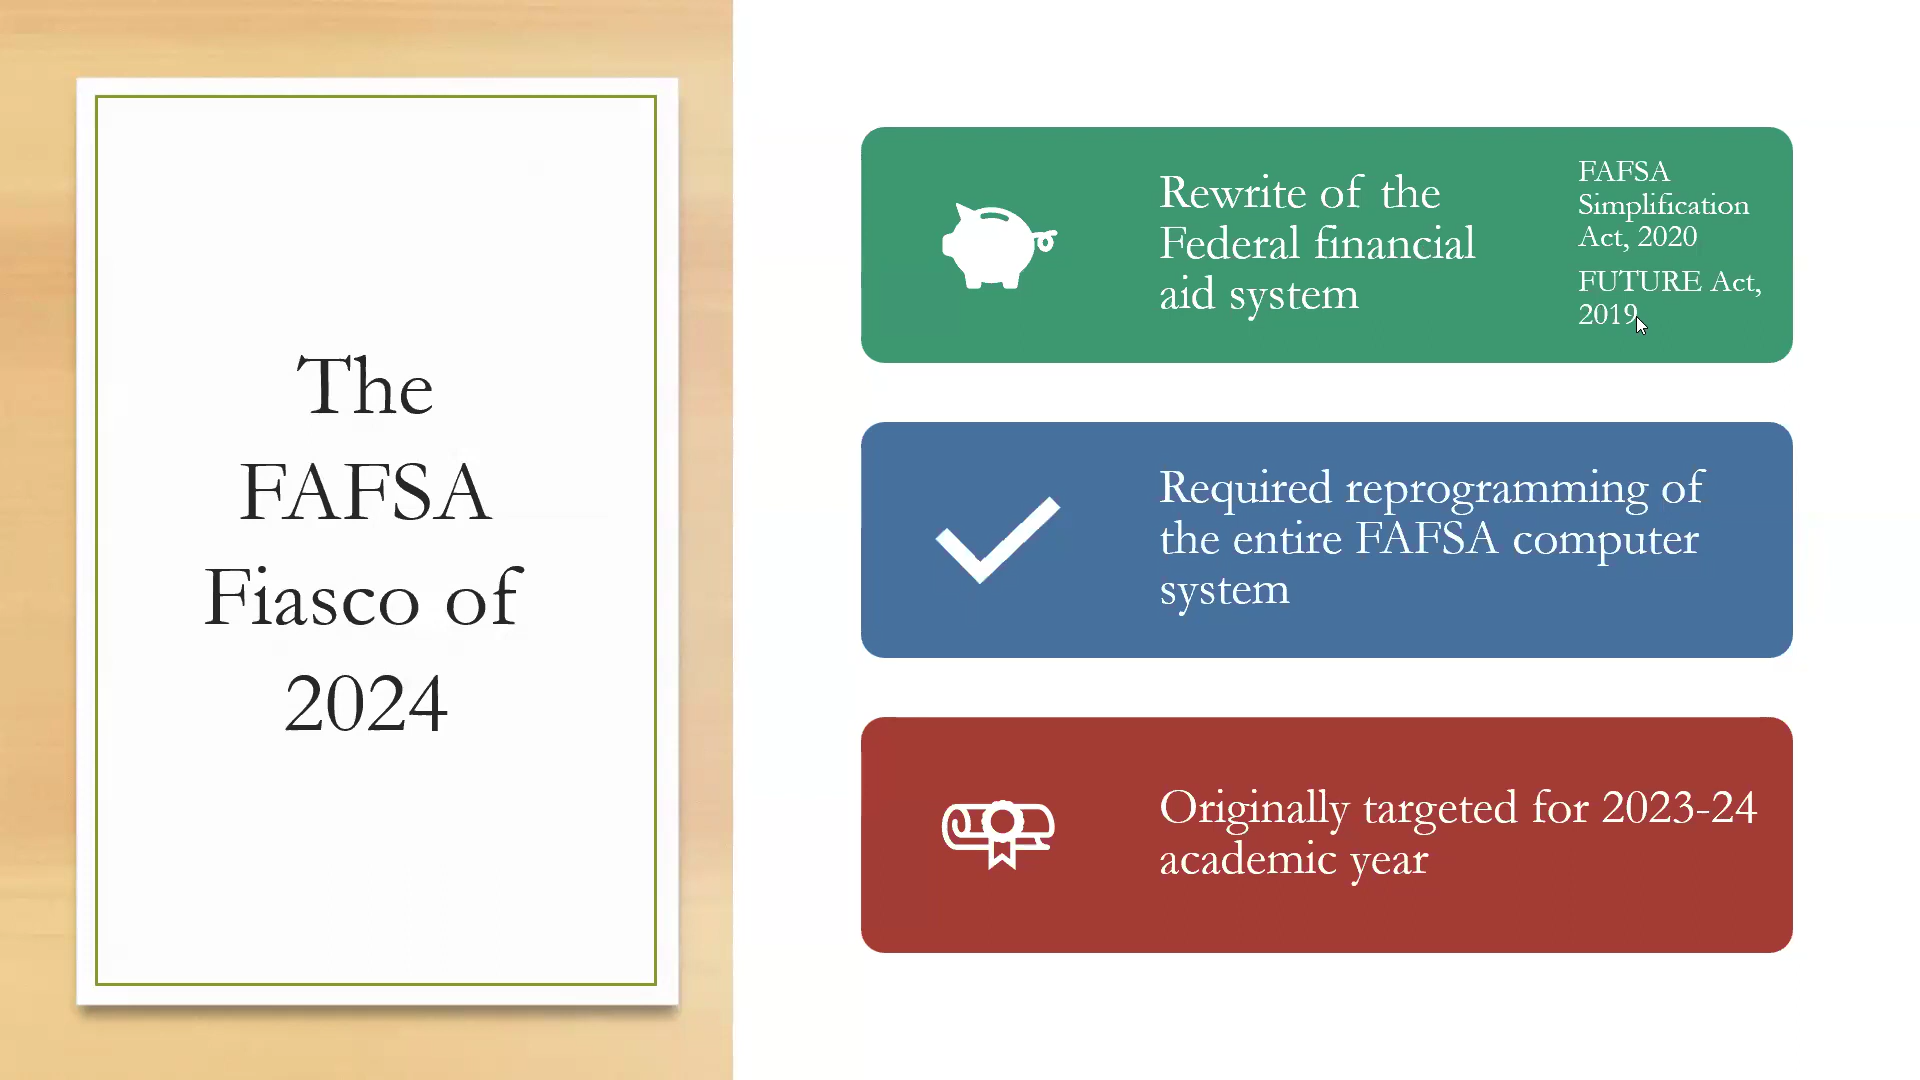 The
FAFSA
Fiasco of
2024
Rewrite of the
Federal financial
aid system
FAFSA
Simplification
Act, 2020
FUTURE Act,
2019
Required reprogramming of
the entire FAFSA computer
system
Originally targeted for 2023-24
academic year